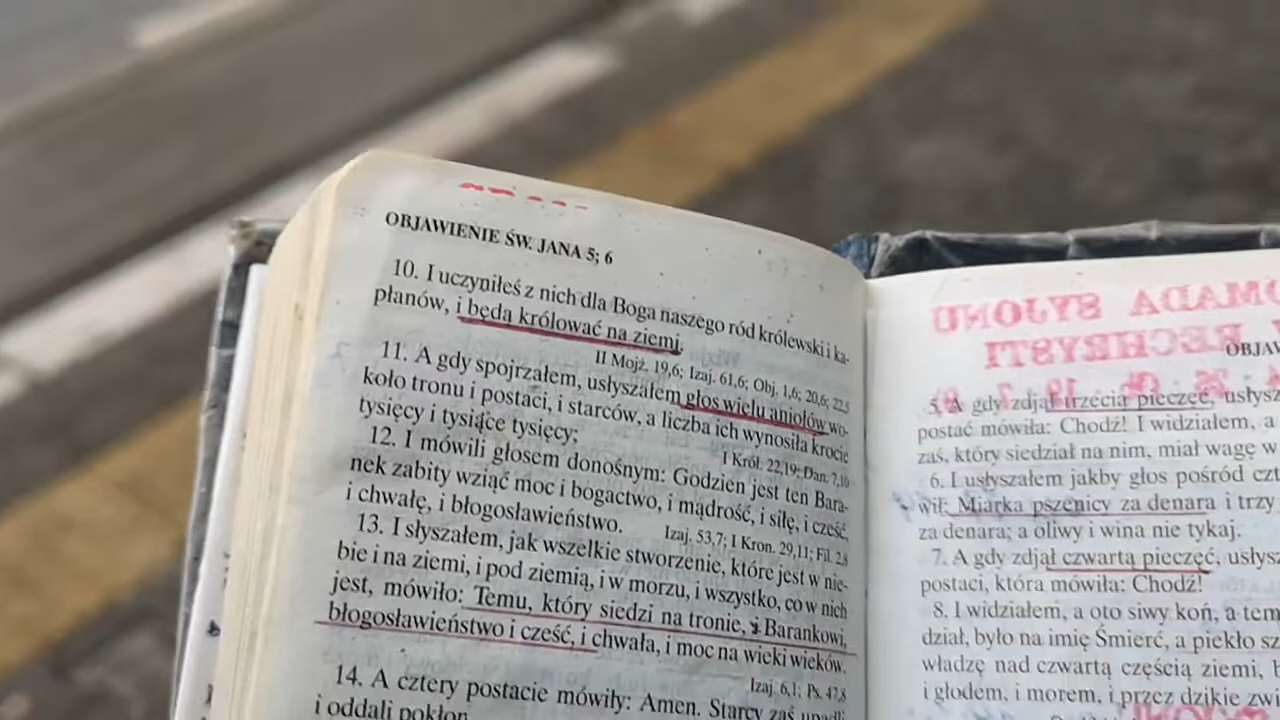 OBJAWIENIE ŚW. JANA 5; 6
10. I uczyniłeś z nich dla Boga naszego ród królewski i ka-
płanów, i będą królować na ziemi.
II Mojż. 19,6; Izaj. 61,6; Obj. 1,6; 20,6; 22,5
11. A gdy spojrzałem, usłyszałem głos wielu aniołów wo-
koło tronu i postaci, i starców, a liczba ich wynosiła krocie
tysięcy i tysiące tysięcy;
I Król. 22,19; Dan. 7,10
12. I mówili głosem donośnym: Godzien jest ten Bara-
nek zabity wziąć moc i bogactwo, i mądrość, i siłę, i cześć,
i chwałę, i błogosławieństwo.
Izaj. 53,7; I Kron. 29,11; Fil. 2,8
13. I słyszałem, jak wszelkie stworzenie, które jest w nie-
bie i na ziemi, i pod ziemią, i w morzu, i wszystko, co w nich
jest, mówiło: Temu, który siedzi na tronie, i Barankowi,
błogosławieństwo i cześć, i chwała, i moc na wieki wieków.
Izaj. 6,1; Ps. 47,8
14. A cztery postacie mówiły: Amen. Starcy zaś upadli
i oddali pokłon.
OBJAW
5. A gdy zdjął trzecią pieczęć, usłysz
postać mówiła: Chodź! I widziałem, a
zaś, który siedział na nim, miał wagę w
6. I usłyszałem jakby głos pośród czt
wił: Miarka pszenicy za denara i trzy
za denara; a oliwy i wina nie tykaj.
7. A gdy zdjął czwartą pieczęć, usłysz
postaci, która mówiła: Chodź!
8. I widziałem, a oto siwy koń, a tem
dział, było na imię Śmierć, a piekło sz
władzę nad czwartą częścią ziemi, b
i głodem, i morem, i przez dzikie zwi